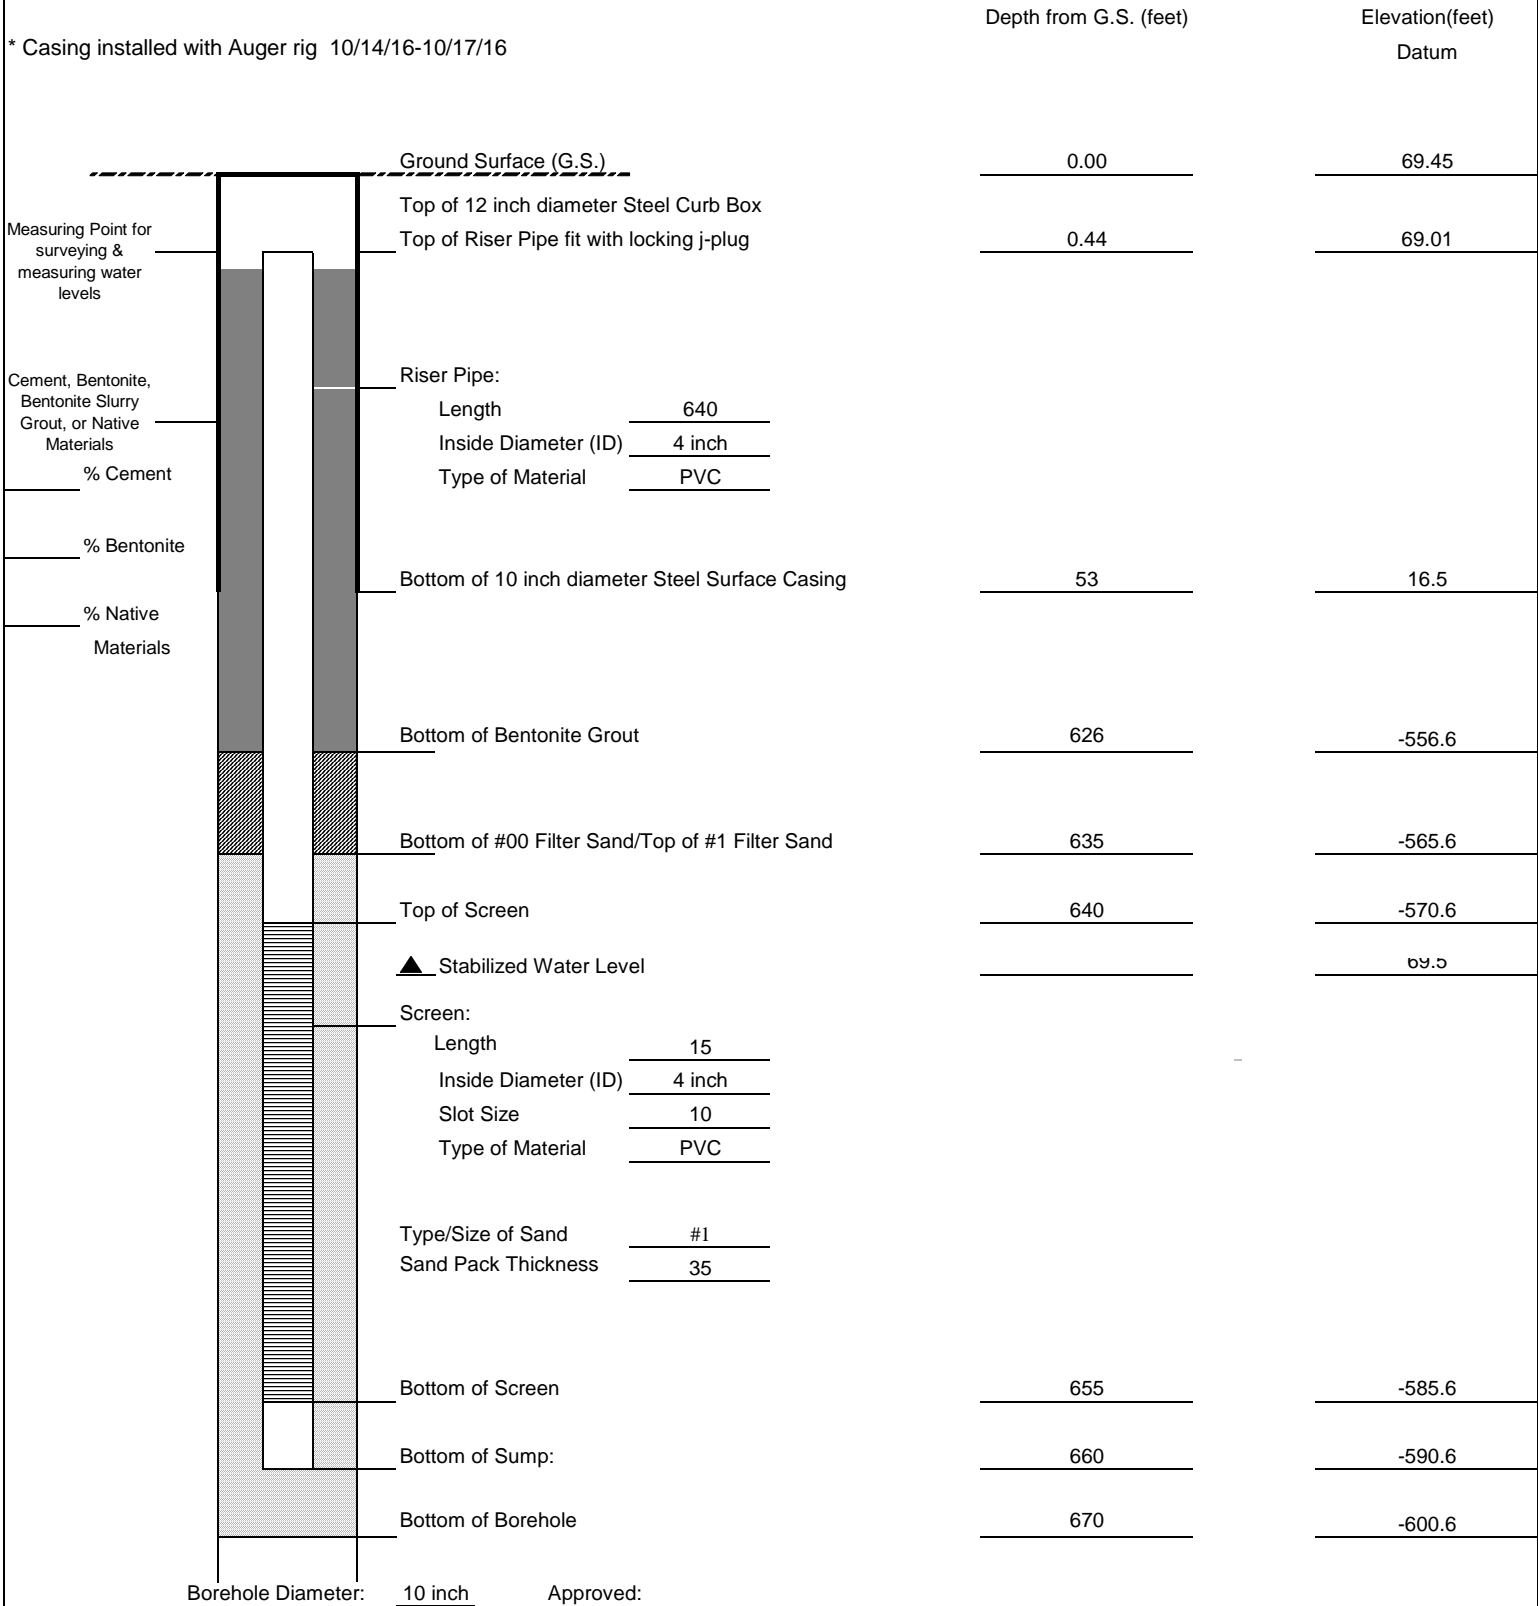 Depth from G.S. (feet) Elevation(feet)
* Casing installed with Auger rig 10/14/16-10/17/16 Datum
Ground Surface (G.S.) 0.00 69.45
Top of 12 inch diameter Steel Curb Box
Measuring Point for
surveying &
measuring water
levels
Top of Riser Pipe fit with locking j-plug 0.44 69.01
Riser Pipe:
Cement, Bentonite,
Bentonite Slurry
Grout, or Native
Materials
Length 640
Inside Diameter (ID) 4 inch
Type of Material PVC
% Cement
% Bentonite
Bottom of 10 inch diameter Steel Surface Casing 53 16.5
% Native
Materials
Bottom of Bentonite Grout 626 -556.6
Bottom of #00 Filter Sand/Top of #1 Filter Sand 635 -565.6
Top of Screen 640 -570.6
Stabilized Water Level 69.5
Screen:
Length 15
Inside Diameter (ID) 4 inch
Slot Size 10
Type of Material PVC
Type/Size of Sand #1
Sand Pack Thickness 35
Bottom of Screen 655 -585.6
Bottom of Sump: 660 -590.6
Bottom of Borehole 670 -600.6
Borehole Diameter: 10 inch Approved: